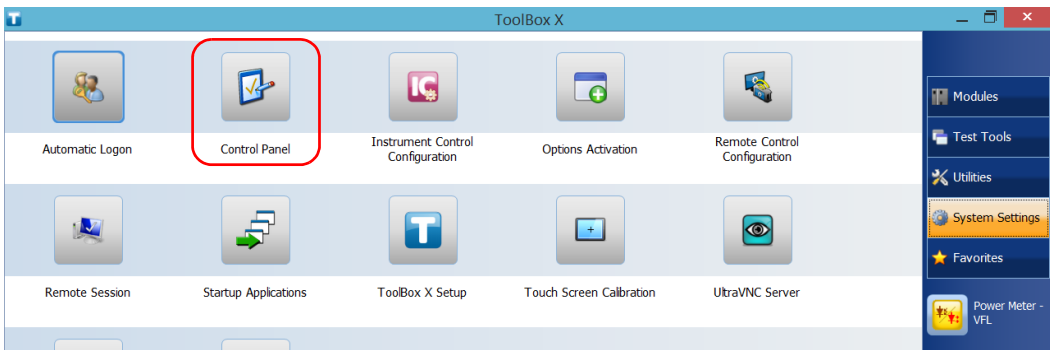 T
ToolBox X
IC
Automatic Logon
Control Panel
Instrument Control
Configuration
Options Activation
Remote Control
Configuration
T
Remote Session
Startup Applications
ToolBox X Setup
Touch Screen Calibration
UltraVNC Server
Modules
Test Tools
Utilities
System Settings
Favorites
Power Meter -
VFL